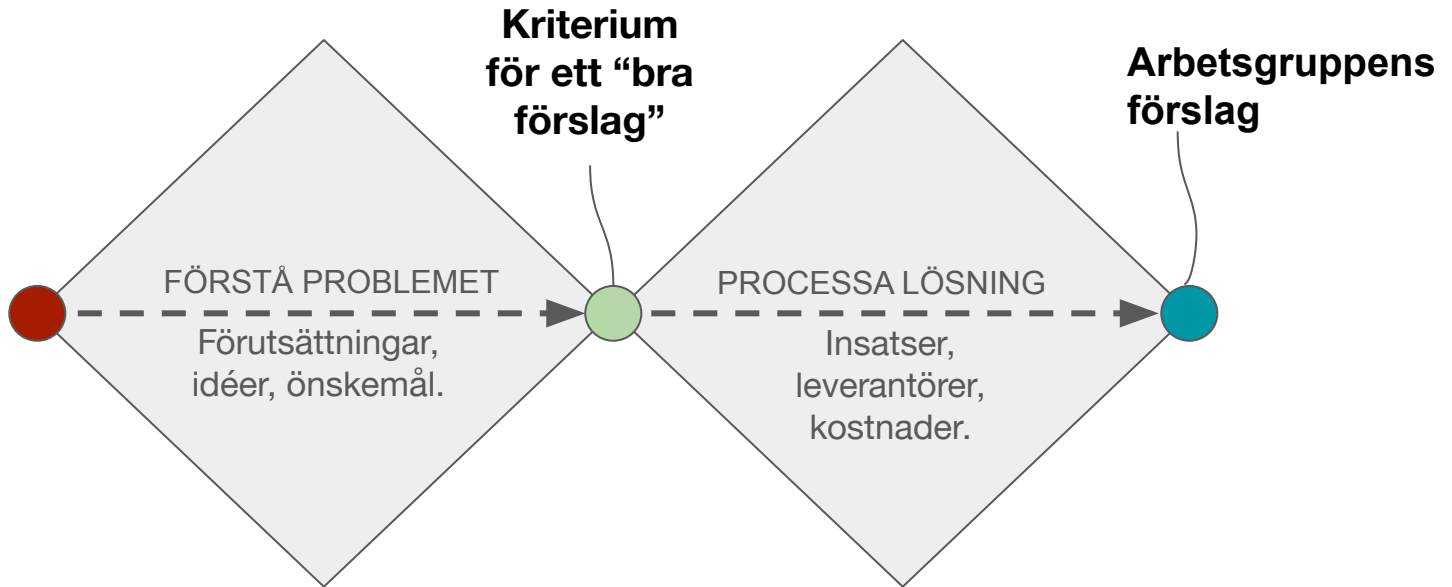 Kriterium
för ett “bra
förslag”
Arbetsgruppens
förslag
FÖRSTÅ PROBLEMET
Förutsättningar,
idéer, önskemål.
PROCESSA LÖSNING
Insatser,
leverantörer,
kostnader.